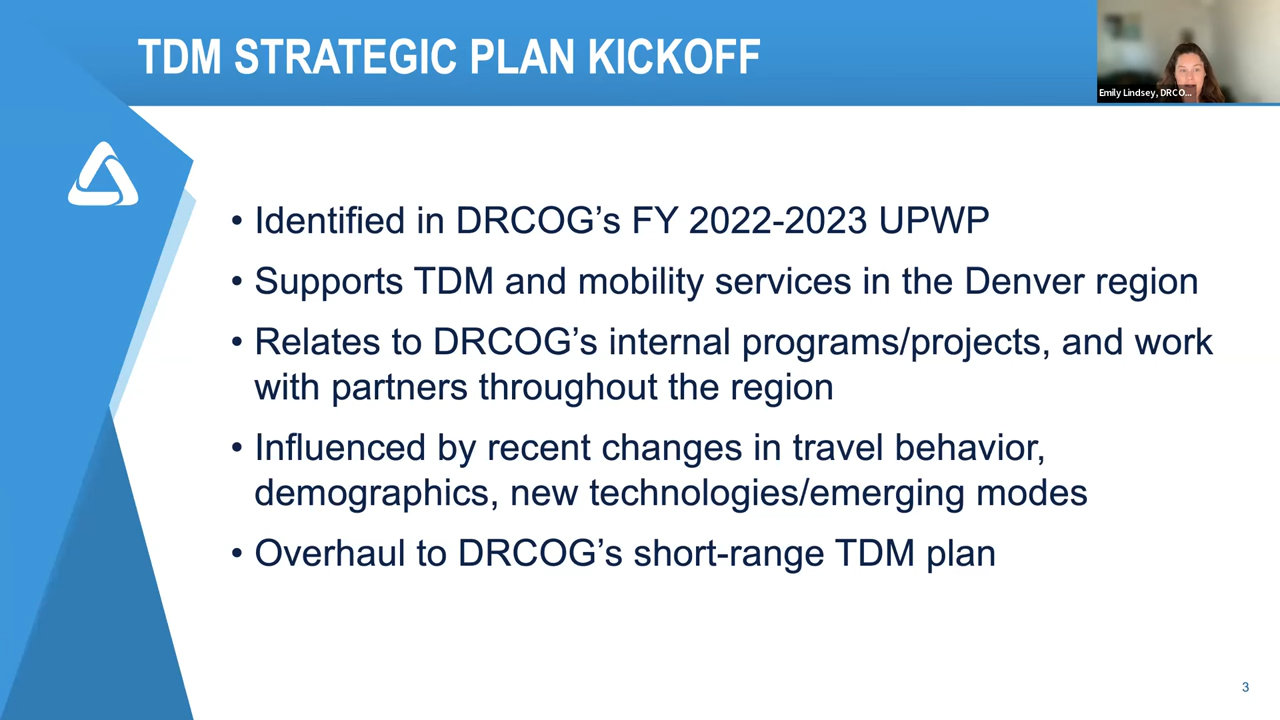 TDM STRATEGIC PLAN KICKOFF
Emily Lindsey, DRCO...
• Identified in DRCOG’s FY 2022-2023 UPWP
• Supports TDM and mobility services in the Denver region
• Relates to DRCOG’s internal programs/projects, and work
with partners throughout the region
• Influenced by recent changes in travel behavior,
demographics, new technologies/emerging modes
• Overhaul to DRCOG’s short-range TDM plan
3